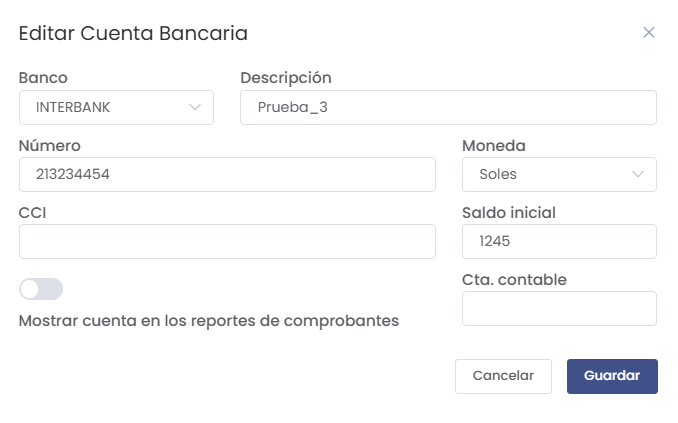 Editar Cuenta Bancaria
Banco
Descripción
INTERBANK
Prueba_3
Número
Moneda
213234454
Soles
CCI
Saldo inicial
1245
Cta. contable
Mostrar cuenta en los reportes de comprobantes
Cancelar
Guardar